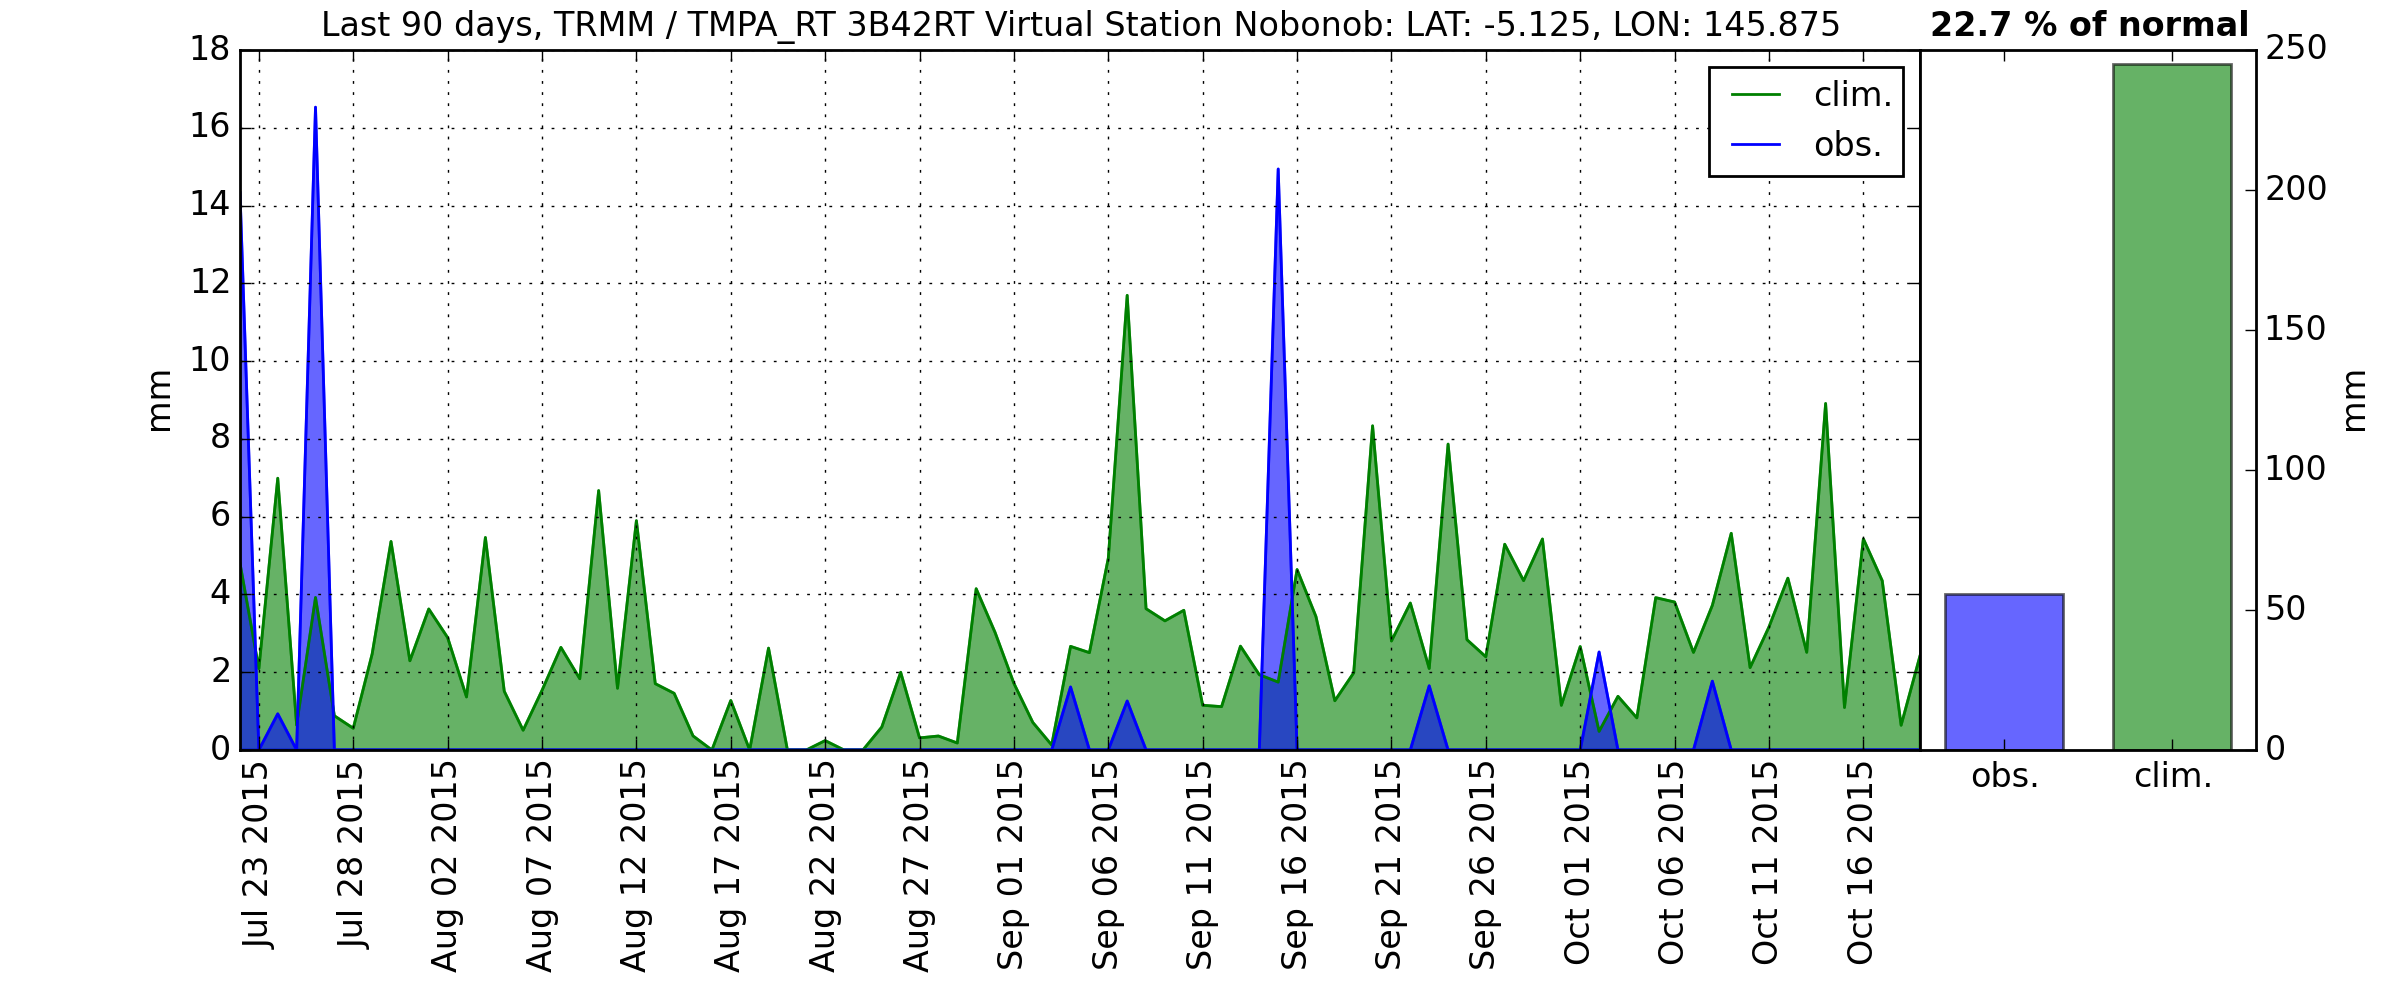 Last 90 days, TRMM / TMPA_RT 3B42RT Virtual Station Nobonob: LAT: -5.125, LON: 145.875
22.7 % of normal
18
16
14
12
10
8
6
4
2
0
mm
clim.
obs.
250
200
150
100
50
0
mm
obs.
clim.
Jul 23 2015
Jul 28 2015
Aug 02 2015
Aug 07 2015
Aug 12 2015
Aug 17 2015
Aug 22 2015
Aug 27 2015
Sep 01 2015
Sep 06 2015
Sep 11 2015
Sep 16 2015
Sep 21 2015
Sep 26 2015
Oct 01 2015
Oct 06 2015
Oct 11 2015
Oct 16 2015